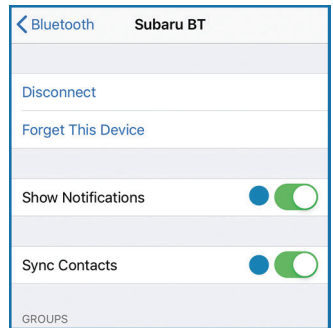 Bluetooth Subaru BT
Disconnect
Forget This Device
Show Notifications
Sync Contacts
GROUPS